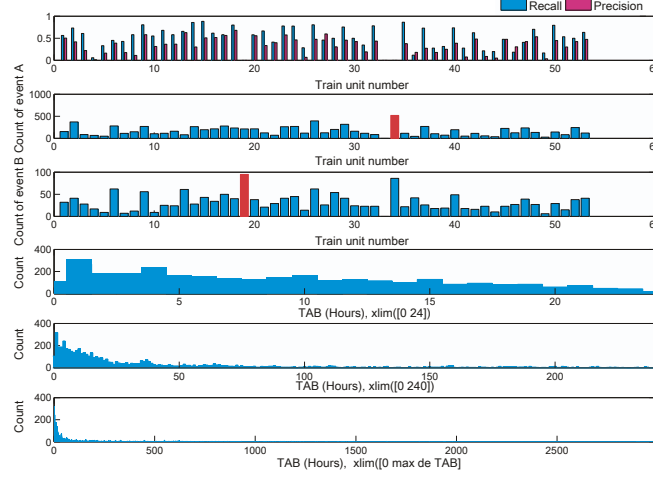 Recall Precision
1
0.5
0
0 10 20 30 40 50 60
Train unit number
Count of event A
1000
500
0
0 10 20 30 40 50
Train unit number
Count of event B
100
50
0
0 10 20 30 40 50 6
Train unit number
Count
400
200
0
0 5 10 15 20
TAB (Hours), xlim([0 24])
Count
400
200
0
0 50 100 150 200
TAB (Hours), xlim([0 240))
Count
400
200
0
0 500 1000 1500 2000 2500
TAB (Hours), xlim([0 max de TAB]